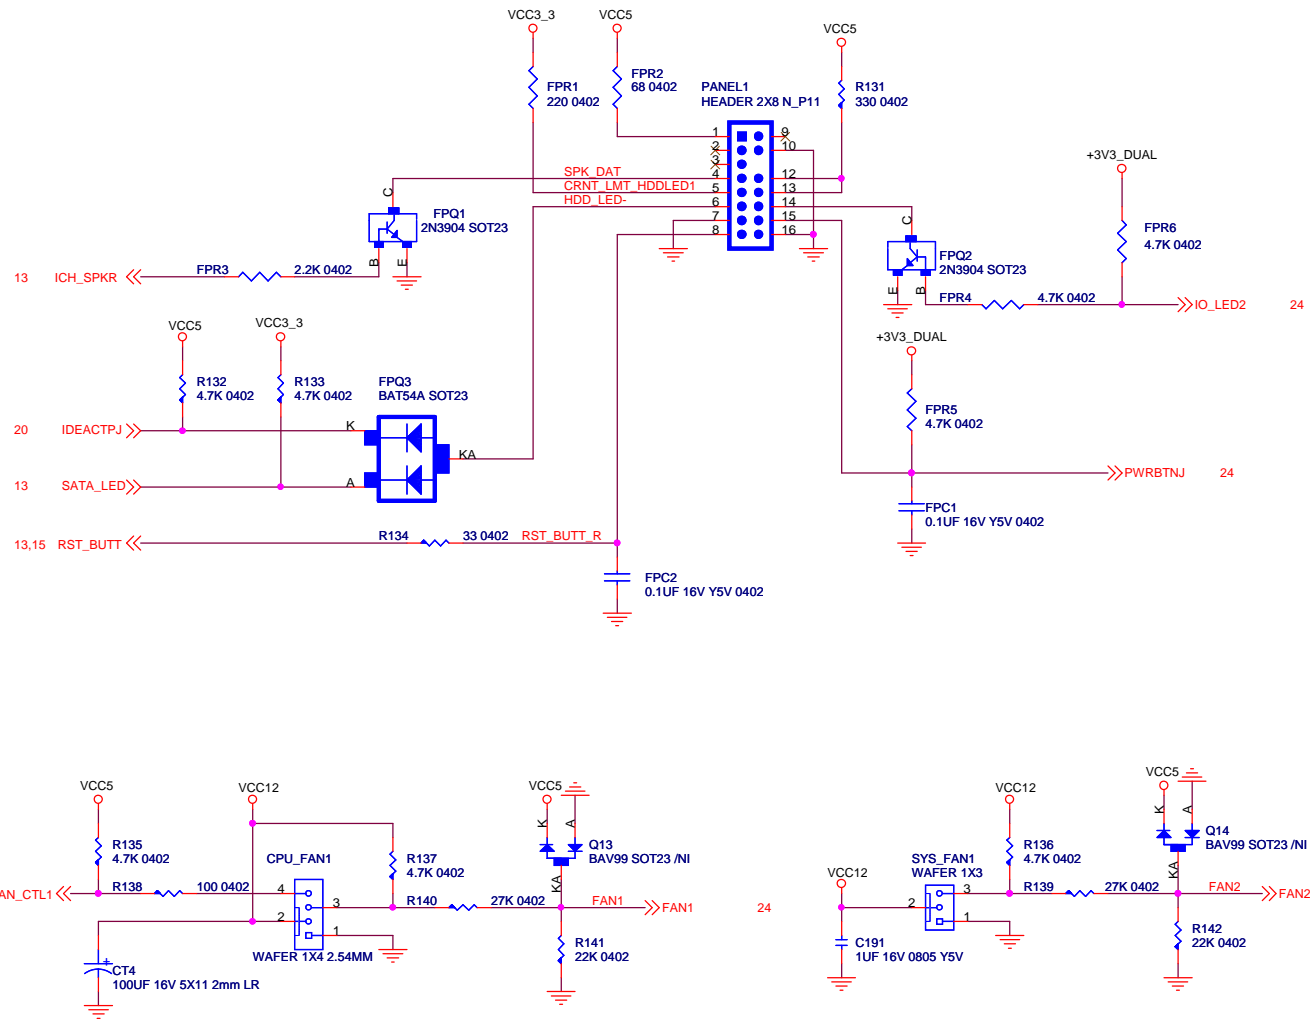 VCC3_3
VCC5
VCC5
FPR1
220 0402
FPR2
68 0402
PANEL1
HEADER 2X8 N_P11
R131
330 0402
1
2
3
4
5
6
7
8
9
10
12
13
14
15
16
SPK_DAT
CRNT_LMT_HDDLED1
HDD_LED-
+3V3_DUAL
C
FPQ1
2N3904 SOT23
B
E
13 ICH_SPKR
FPR3
2.2K 0402
C
FPQ2
2N3904 SOT23
E
B
FPR6
4.7K 0402
FPR4
4.7K 0402
IO_LED2 24
VCC5
VCC3_3
R132
4.7K 0402
R133
4.7K 0402
FPQ3
BAT54A SOT23
20 IDEACTPJ
K
KA
13 SATA_LED
A
+3V3_DUAL
FPR5
4.7K 0402
PWRBTNJ 24
FPC1
0.1UF 16V Y5V 0402
13,15 RST_BUTT
R134
33 0402
RST_BUTT_R
FPC2
0.1UF 16V Y5V 0402
VCC5
VCC12
R135
4.7K 0402
CPU_FAN1
R137
4.7K 0402
VCC5
K
A
Q13
BAV99 SOT23 /NI
KA
AN_CTL1
R138
100 0402
4
3
2
1
R140
27K 0402
FAN1
FAN1 24
R141
22K 0402
WAFER 1X4 2.54MM
CT4
100UF 16V 5X11 2mm LR
+
VCC12
VCC12
SYS_FAN1
WAFER 1X3
R136
4.7K 0402
VCC5
K
A
Q14
BAV99 SOT23 /NI
KA
3
2
1
R139
27K 0402
FAN2
FAN2
R142
22K 0402
C191
1UF 16V 0805 Y5V